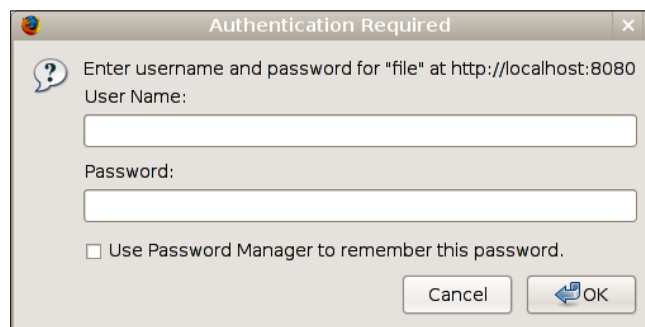 Authentication Required
Enter username and password for "file" at http://localhost:8080
User Name:
Password:
Use Password Manager to remember this password.
Cancel
OK